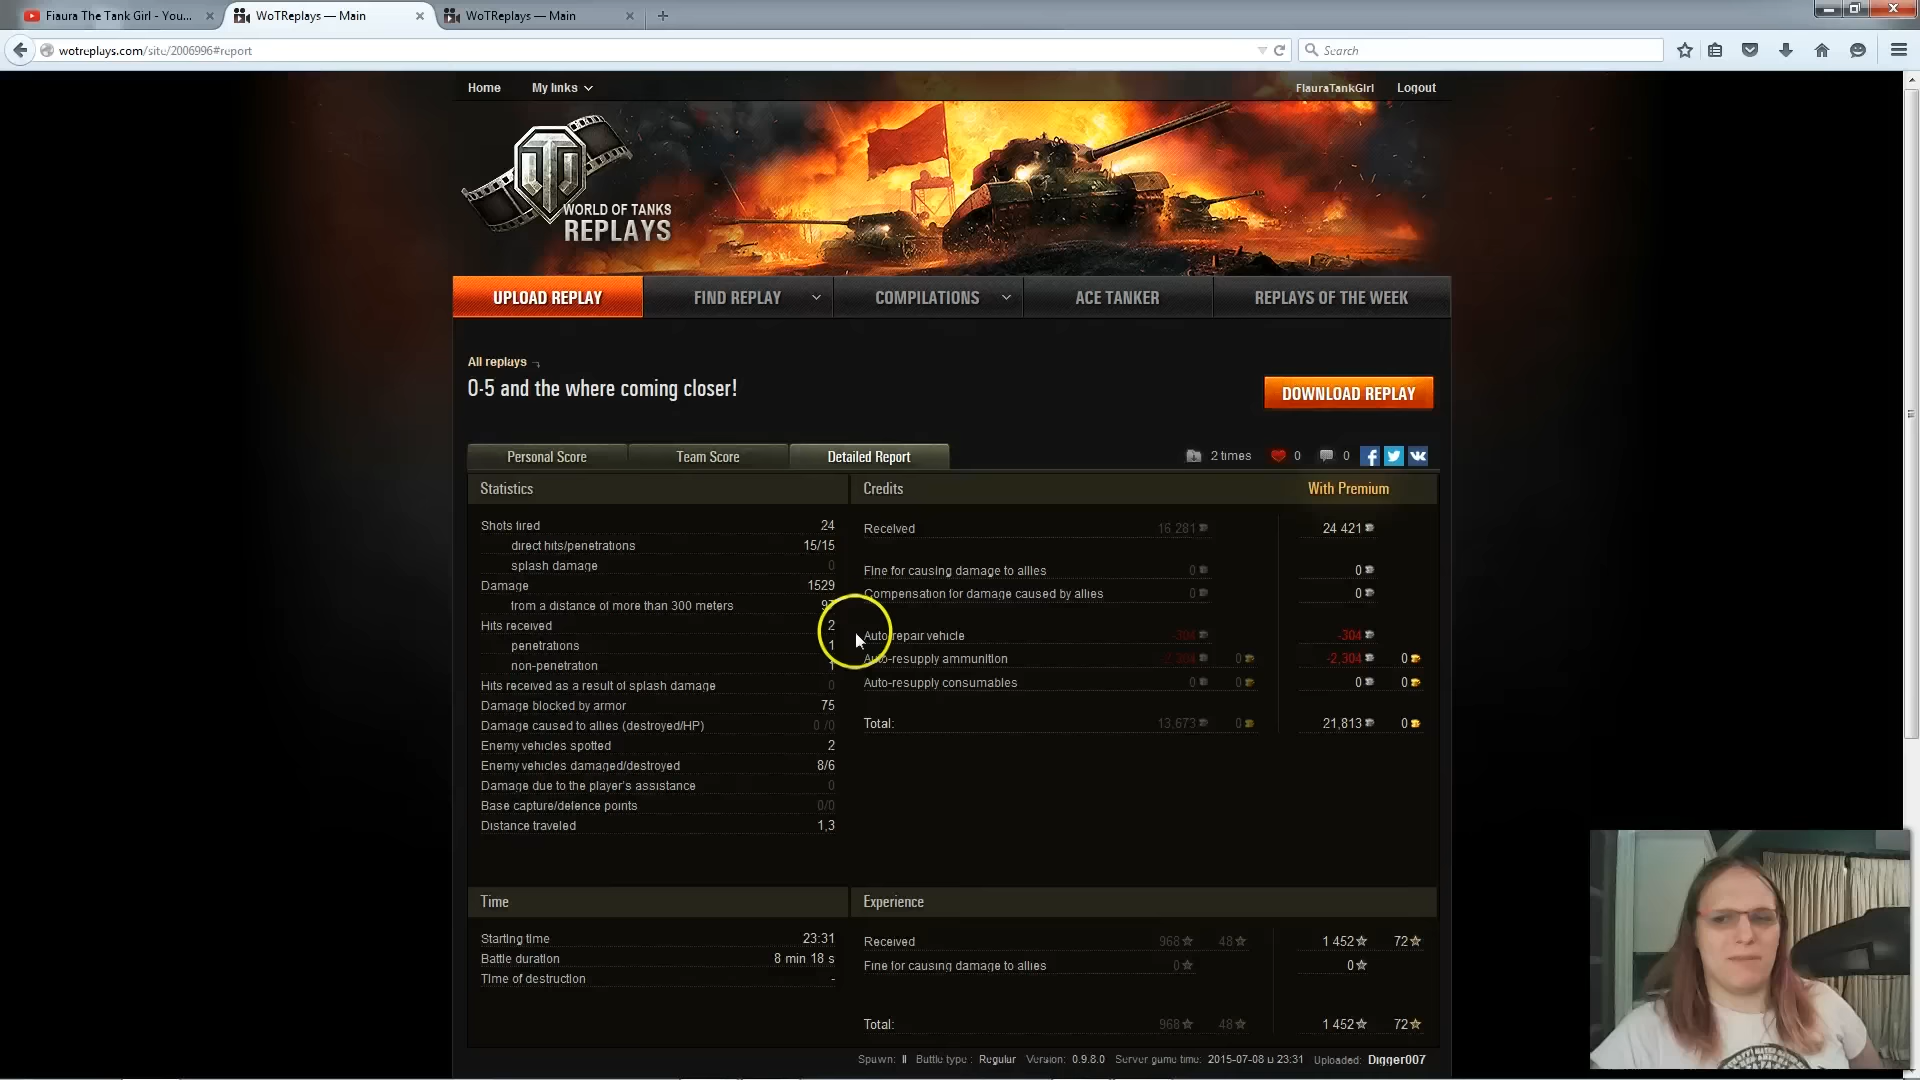 Fiaura The Tank Girl - You...
WoTReplays — Main
WoTReplays — Main
wotreplays.com/site/2006996#report
Search
Home
My links
FiauraTankGirl
Logout
WORLD OF TANKS
REPLAYS
UPLOAD REPLAY
FIND REPLAY
COMPILATIONS
ACE TANKER
REPLAYS OF THE WEEK
All replays
0-5 and the where coming closer!
DOWNLOAD REPLAY
Personal Score
Team Score
Detailed Report
2 times
0
0
Statistics
Shots fired 24
direct hits/penetrations 15/15
splash damage 0
Damage 1529
from a distance of more than 300 meters
Hits received 2
penetrations 1
non-penetration 1
Hits received as a result of splash damage 0
Damage blocked by armor 75
Damage caused to allies (destroyed/HP) 0 /0
Enemy vehicles spotted 2
Enemy vehicles damaged/destroyed 8/6
Damage due to the player's assistance 0
Base capture/defence points 0/0
Distance traveled 1,3
Credits With Premium
Received 16 281 24 421
Fine for causing damage to allies 0 0
Compensation for damage caused by allies 0 0
Auto repair vehicle -304 -304
Auto-resupply ammunition -2,304 0 -2,304 0
Auto-resupply consumables 0 0 0 0
Total: 13,673 0 21,813 0
Time
Starting time 23:31
Battle duration 8 min 18 s
Time of destruction -
Experience
Received 968 48 1 452 72
Fine for causing damage to allies 0 0
Total: 968 48 1 452 72
Spawn: II Battle type : Regular Version: 0.9.8.0 Server game time: 2015-07-08 в 23:31 Uploaded: Digger007